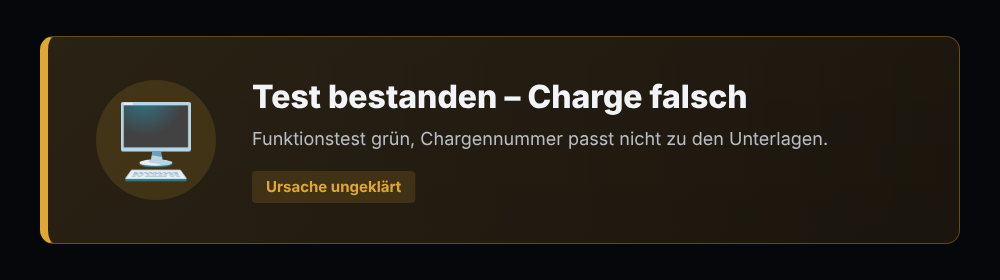 Test bestanden – Charge falsch
Funktionstest grün, Chargennummer passt nicht zu den Unterlagen.
Ursache ungeklärt